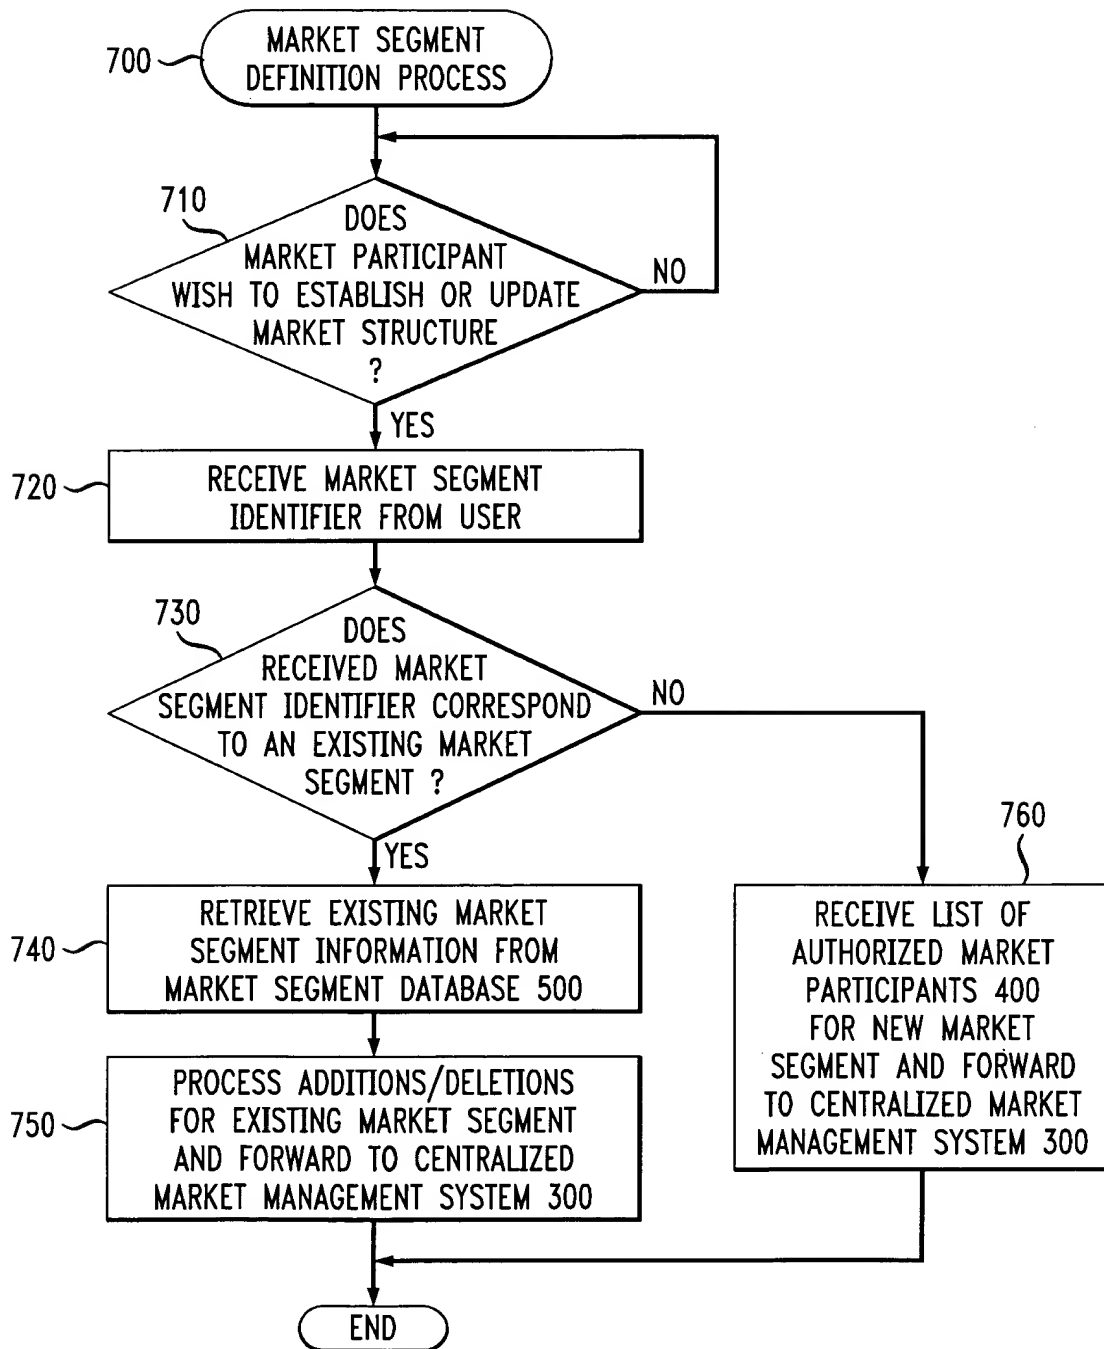 MARKET SEGMENT
DEFINITION PROCESS
700
710
DOES
MARKET PARTICIPANT
WISH TO ESTABLISH OR UPDATE
MARKET STRUCTURE
?
NO
YES
720
RECEIVE MARKET SEGMENT
IDENTIFIER FROM USER
730
DOES
RECEIVED MARKET
SEGMENT IDENTIFIER CORRESPOND
TO AN EXISTING MARKET
SEGMENT ?
NO
YES
740
RETRIEVE EXISTING MARKET
SEGMENT INFORMATION FROM
MARKET SEGMENT DATABASE 500
750
PROCESS ADDITIONS/DELETIONS
FOR EXISTING MARKET SEGMENT
AND FORWARD TO CENTRALIZED
MARKET MANAGEMENT SYSTEM 300
760
RECEIVE LIST OF
AUTHORIZED MARKET
PARTICIPANTS 400
FOR NEW MARKET
SEGMENT AND FORWARD
TO CENTRALIZED MARKET
MANAGEMENT SYSTEM 300
END